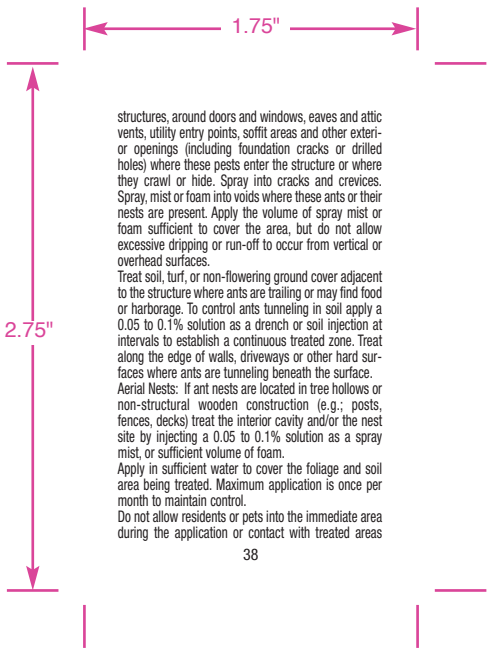 1.75"
structures, around doors and windows, eaves and attic
vents, utility entry points, soffit areas and other exteri-
or openings (including foundation cracks or drilled
holes) where these pests enter the structure or where
they crawl or hide. Spray into cracks and crevices.
Spray, mist or foam into voids where these ants or their
nests are present. Apply the volume of spray mist or
foam sufficient to cover the area, but do not allow
excessive dripping or run-off to occur from vertical or
overhead surfaces.
Treat soil, turf, or non-flowering ground cover adjacent
to the structure where ants are trailing or may find food
or harborage. To control ants tunneling in soil apply a
2.75"
0.05 to 0.1% solution as a drench or soil injection at
intervals to establish a continuous treated zone. Treat
along the edge of walls, driveways or other hard sur-
faces where ants are tunneling beneath the surface.
Aerial Nests: If ant nests are located in tree hollows or
non-structural wooden construction (e.g.; posts,
fences, decks) treat the interior cavity and/or the nest
site by injecting a 0.05 to 0.1% solution as a spray
mist, or sufficient volume of foam.
Apply in sufficient water to cover the foliage and soil
area being treated. Maximum application is once per
month to maintain control.
Do not allow residents or pets into the immediate area
during the application or contact with treated areas
38